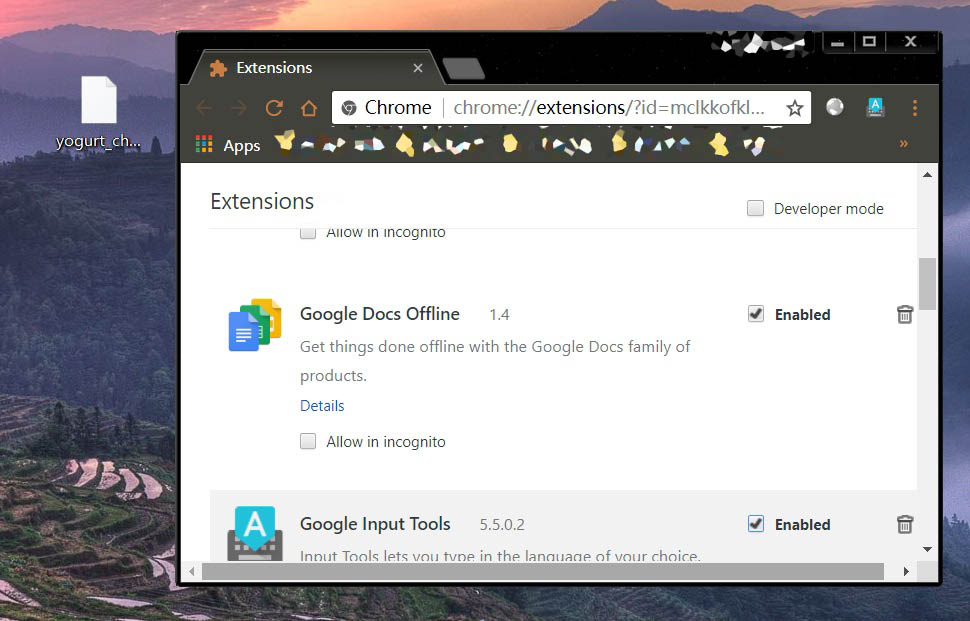 yogurt_ch...
Extensions
Chrome
chrome://extensions/?id=mclkkofkl...
A
Apps
»
Extensions
Developer mode
Allow in incognito
Google Docs Offline 1.4
Enabled
Get things done offline with the Google Docs family of
products.
Details
Allow in incognito
A
Google Input Tools 5.5.0.2
Enabled
Input Tools lets you type in the language of your choice.